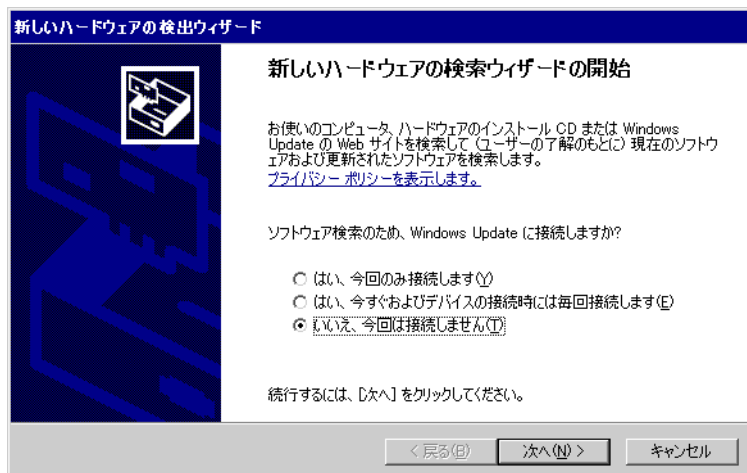 新しいハードウェアの検出ウィザード
新しいハードウェアの検索ウィザードの開始
お使いのコンピュータ、ハードウェアのインストール CD または Windows
Update の Web サイトを検索して (ユーザーの了解のもとに) 現在のソフトウ
ェアおよび更新されたソフトウェアを検索します。
プライバシー ポリシーを表示します。
ソフトウェア検索のため、Windows Update に接続しますか?
はい、今回のみ接続します(Y)
はい、今すぐおよびデバイスの接続時には毎回接続します(E)
いいえ、今回は接続しません(T)
続行するには、[次へ] をクリックしてください。
< 戻る(B)
次へ(N) >
キャンセル